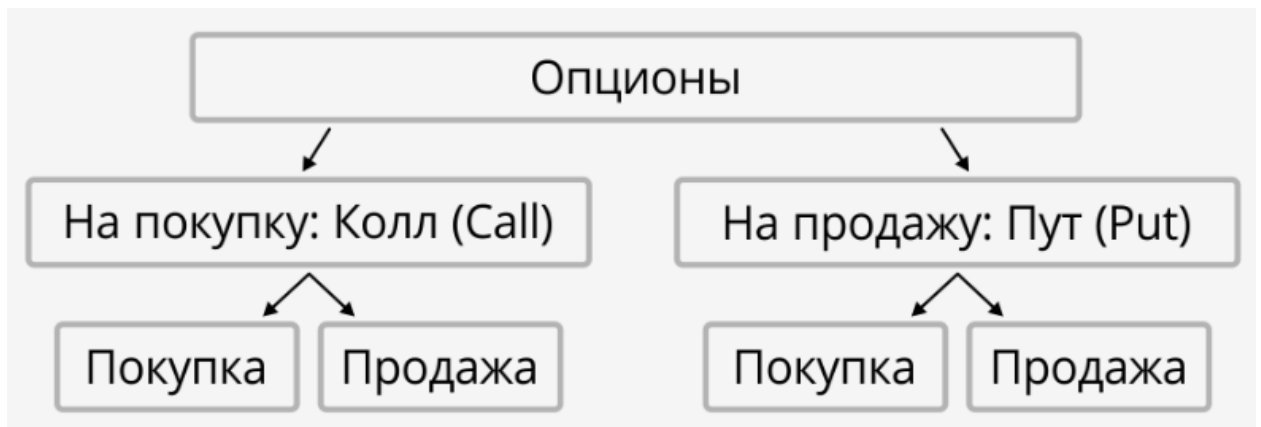 Опционы
На покупку: Колл (Call)
На продажу: Пут (Put)
Покупка
Продажа
Покупка
Продажа